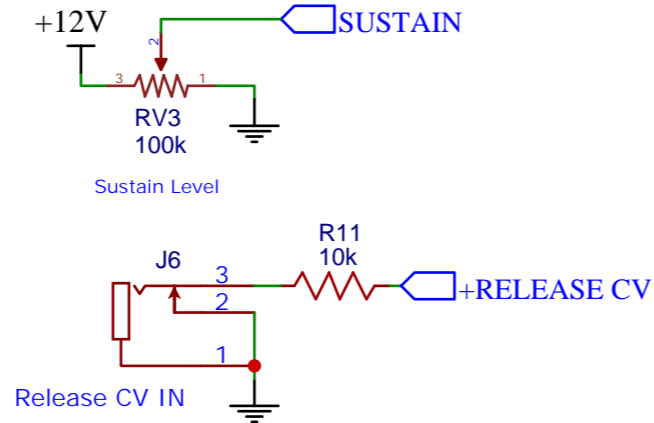 +12V
SUSTAIN
2
3
1
RV3
100k
Sustain Level
R11
10k
J6
3
+RELEASE CV
2
1
Release CV IN